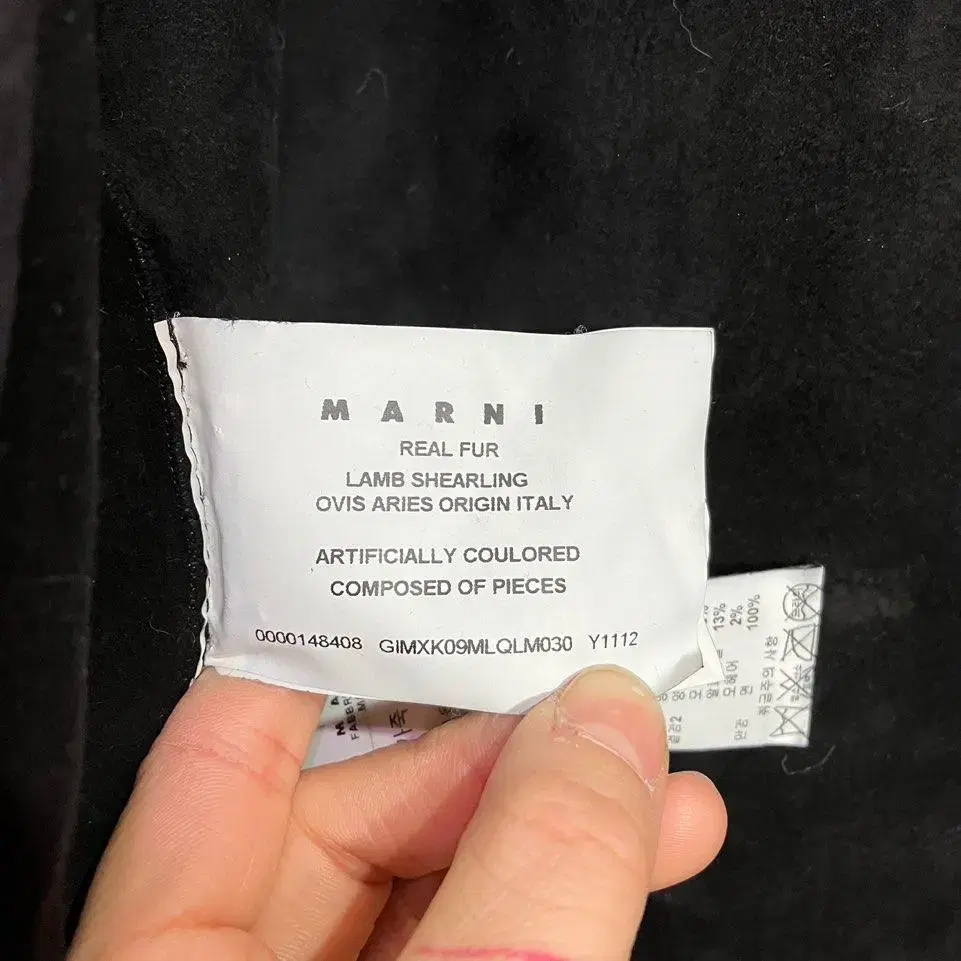 MARNI
REAL FUR
LAMB SHEARLING
OVIS ARIES ORIGIN ITALY
ARTIFICIALLY COULORED
COMPOSED OF PIECES
0000148408 GIMXK09MLQLM030 Y1112
13%
2%
100%